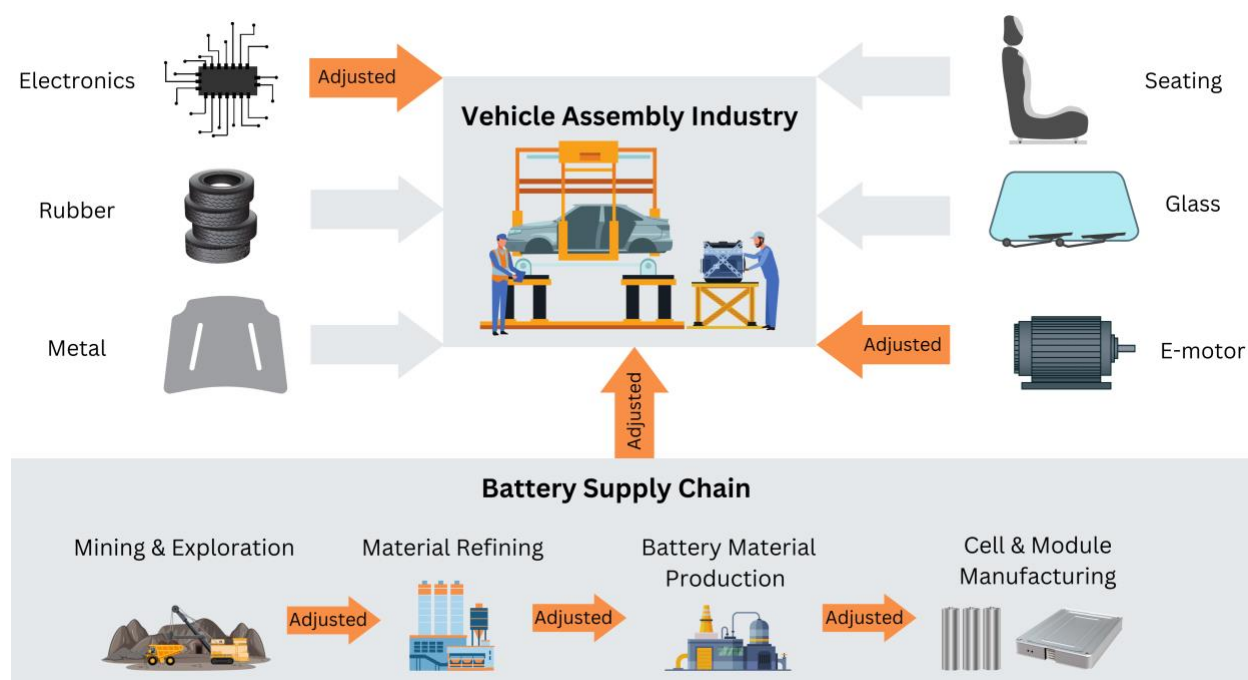 Electronics
Adjusted
Seating
Vehicle Assembly Industry
Rubber
Glass
Metal
Adjusted
E-motor
Adjusted
Battery Supply Chain
Mining & Exploration
Material Refining
Battery Material
Production
Cell & Module
Manufacturing
Adjusted
Adjusted
Adjusted